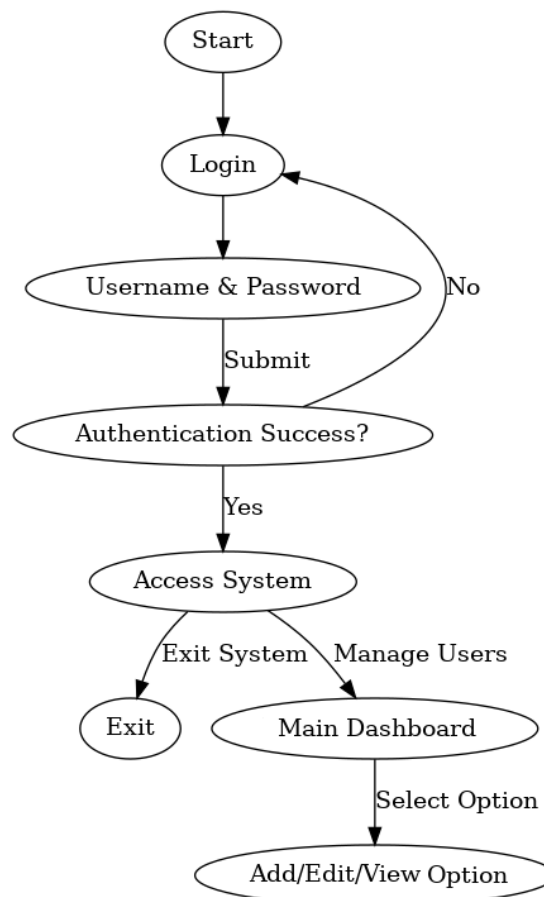 Start
Login
Username & Password
No
Submit
Authentication Success?
Yes
Access System
Exit System
Manage Users
Exit
Main Dashboard
Select Option
Add/Edit/View Option